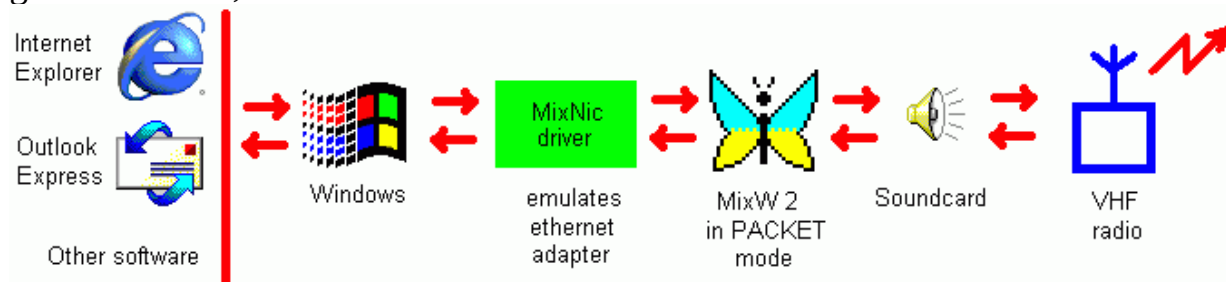 Internet
Explorer
Outlook
Express
Other software
Windows
MixNic
driver
emulates
ethernet
adapter
MixW 2
in PACKET
mode
Soundcard
VHF
radio